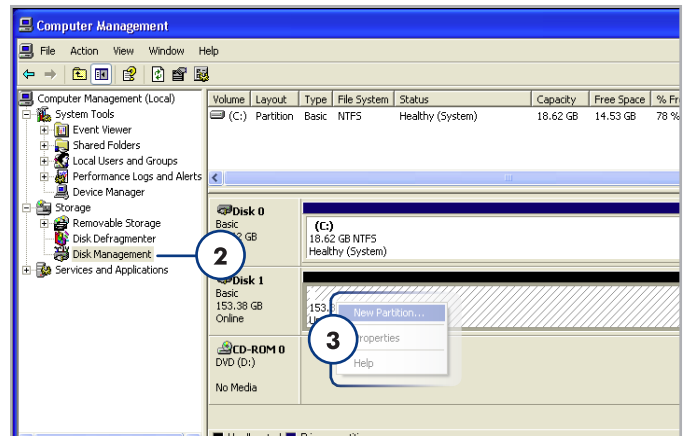 Computer Management
File Action View Window Help
Computer Management (Local)
System Tools
Event Viewer
Shared Folders
Local Users and Groups
Performance Logs and Alerts
Device Manager
Storage
Removable Storage
Disk Defragmenter
Disk Management
Services and Applications
2
Volume Layout Type File System Status Capacity Free Space
(C:) Partition Basic NTFS Healthy (System) 18.62 GB 14.53 GB 78 %
Disk 0
Basic
GB
(C:)
18.62 GB NTFS
Healthy (System)
Disk 1
Basic
153.38 GB
Online
New Partition...
Properties
Help
3
CD-ROM 0
DVD (D:)
No Media